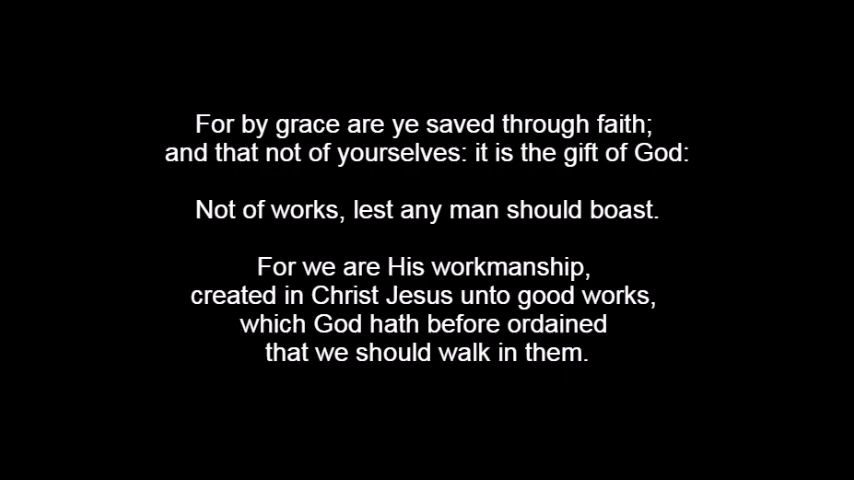 For by grace are ye saved through faith;
and that not of yourselves: it is the gift of God:
Not of works, lest any man should boast.
For we are His workmanship,
created in Christ Jesus unto good works,
which God hath before ordained
that we should walk in them.